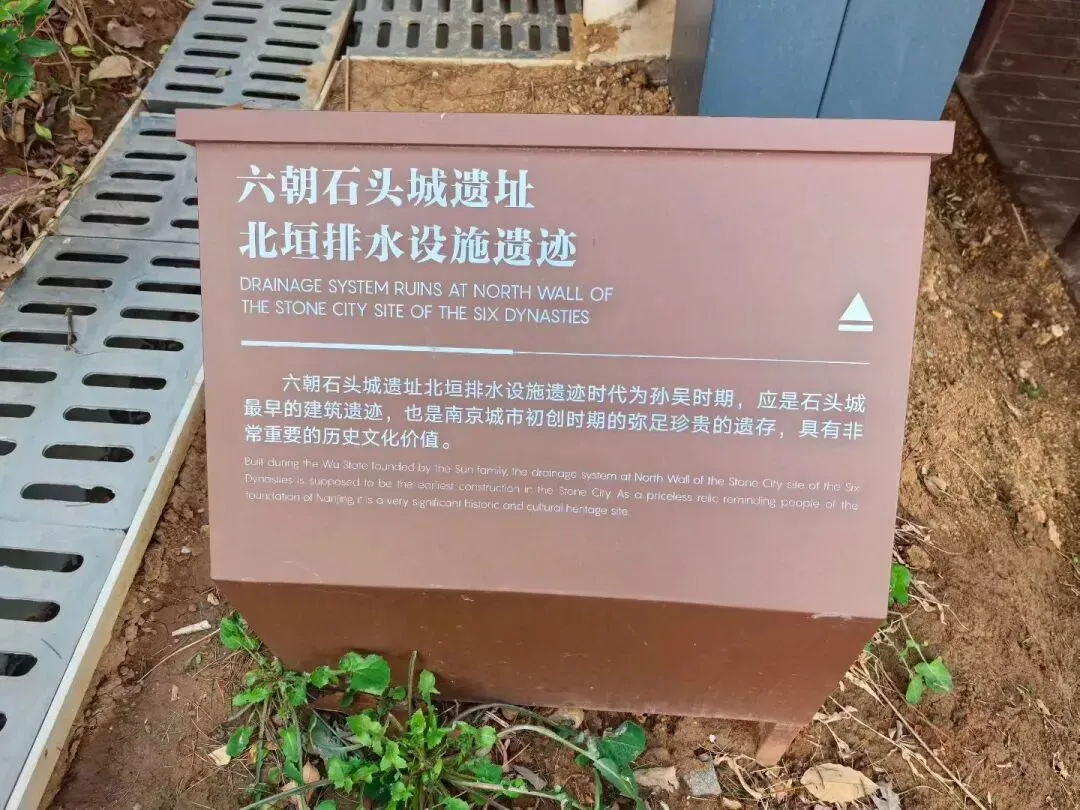 六朝石头城遗址
北垣排水设施遗迹
DRAINAGE SYSTEM RUINS AT NORTH WALL OF
THE STONE CITY SITE OF THE SIX DYNASTIES
六朝石头城遗址北垣排水设施遗迹时代为孙吴时期，应是石头城
最早的建筑遗迹，也是南京城市初创时期的弥足珍贵的遗存，具有非
常重要的历史文化价值。
Built during the Wu State founded by the Sun family, the drainage system at North Wall of the Stone City site of the Six
Dynasties is supposed to be the earliest construction in the Stone City. As a priceless relic reminding people of the
foundation of Nanjing, it is a very significant historic and cultural heritage site.